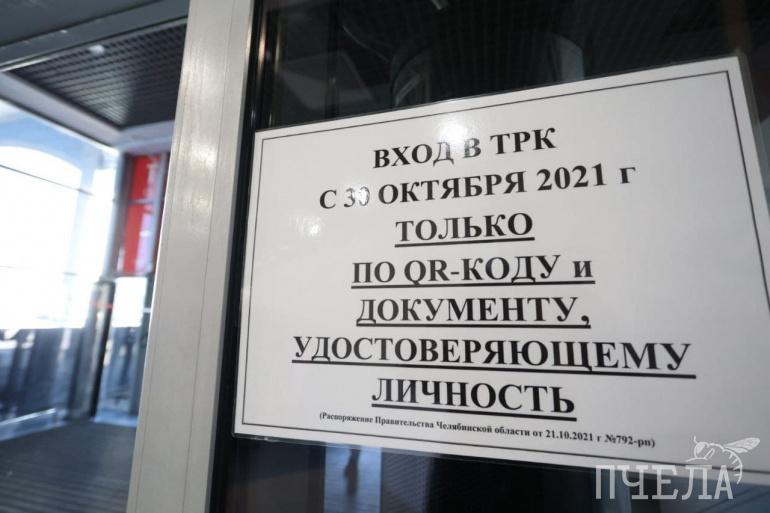 ВХОД В ТРК
С 30 ОКТЯБРЯ 2021 г
ТОЛЬКО
ПО QR-КОДУ и
ДОКУМЕНТУ,
УДОСТОВЕРЯЮЩЕМУ
ЛИЧНОСТЬ
(Распоряжение Правительства Челябинской области от 21.10.2021 г №792-рп)
ПЧЕЛА